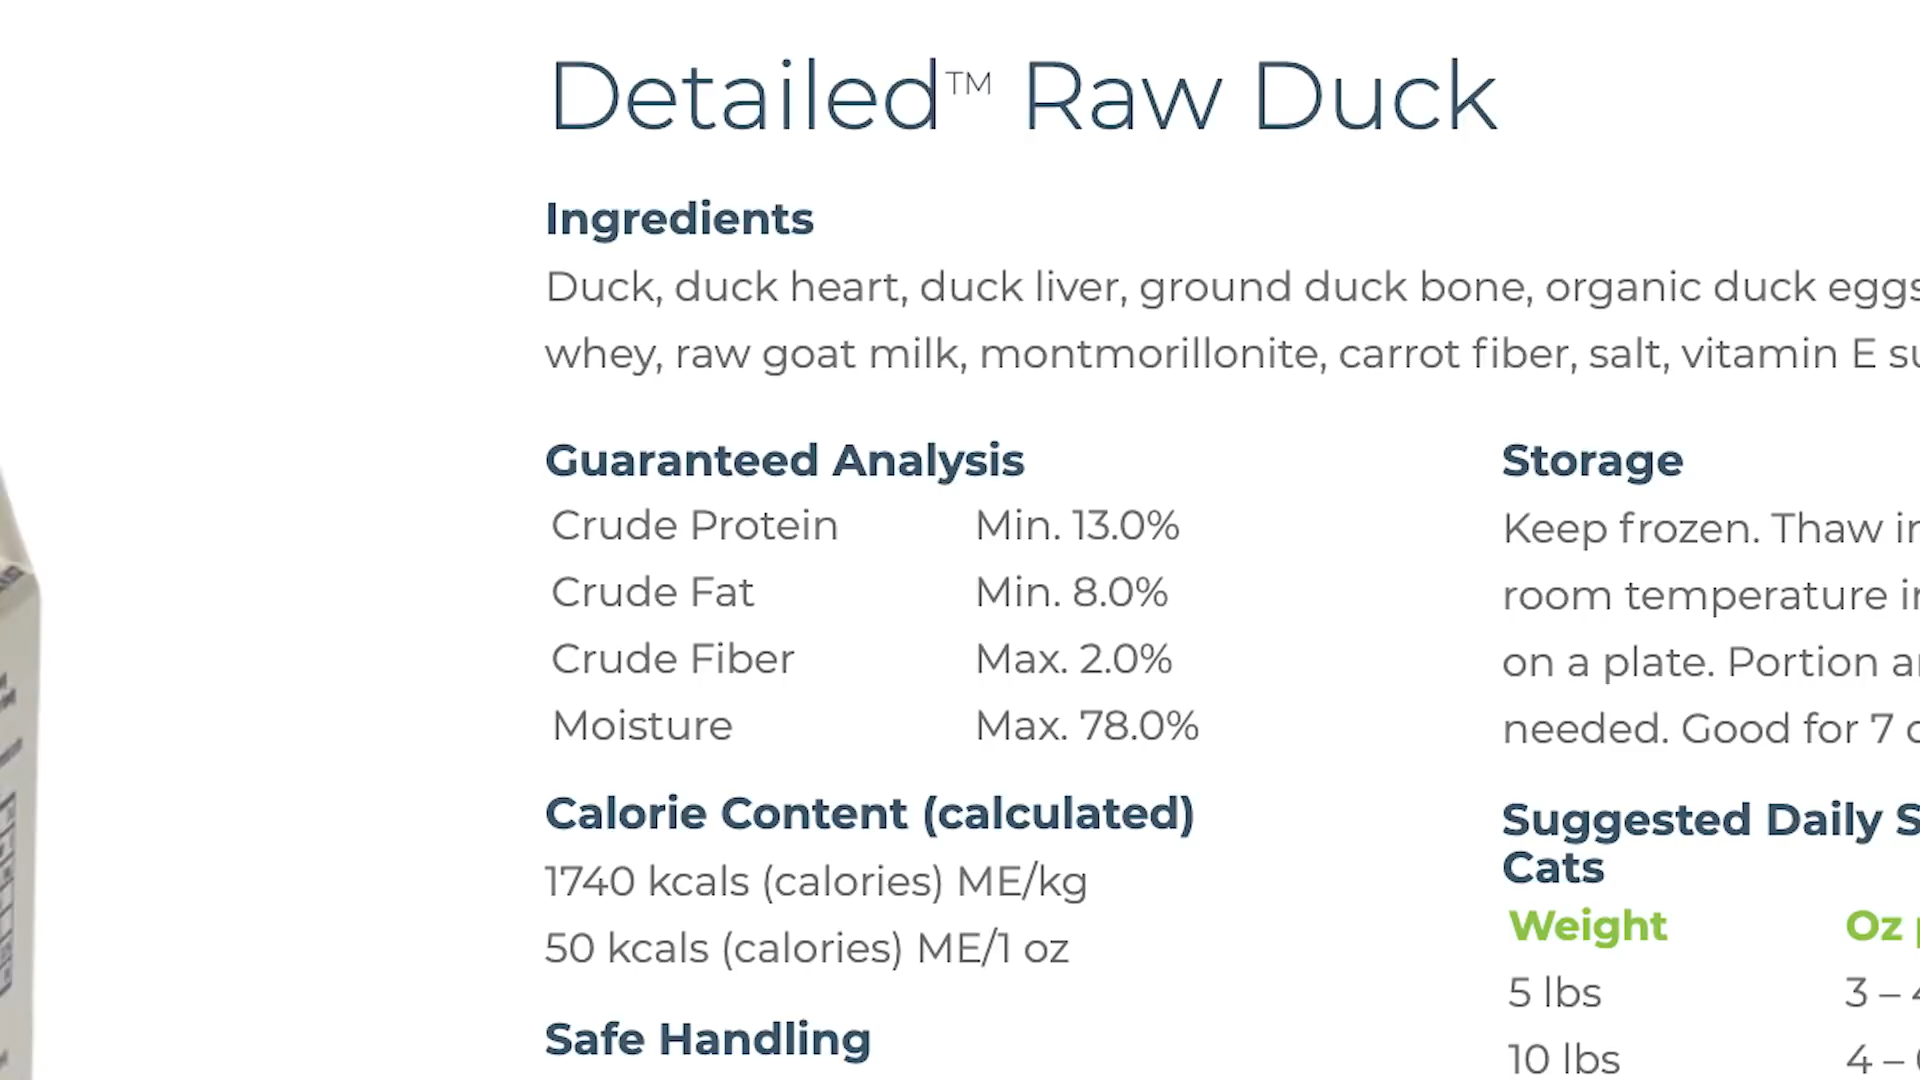 Detailed™ Raw Duck
Ingredients
Duck, duck heart, duck liver, ground duck bone, organic duck eggs
whey, raw goat milk, montmorillonite, carrot fiber, salt, vitamin E
Guaranteed Analysis
Crude Protein Min. 13.0%
Crude Fat Min. 8.0%
Crude Fiber Max. 2.0%
Moisture Max. 78.0%
Calorie Content (calculated)
1740 kcals (calories) ME/kg
50 kcals (calories) ME/1 oz
Safe Handling
Storage
Keep frozen. Thaw
room temperature
on a plate. Portion
needed. Good for 7
Suggested Daily
Cats
Weight Oz
5 lbs 3 –
10 lbs 4 –